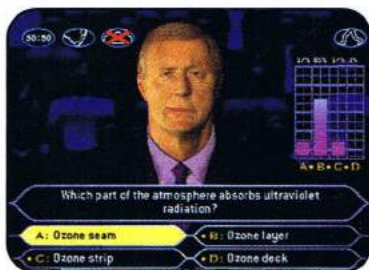 50:50
A • B • C • D
Which part of the atmosphere absorbs ultraviolet
radiation?
A: Ozone seam
• B: Ozone layer
• C: Ozone strip
• D: Ozone deck